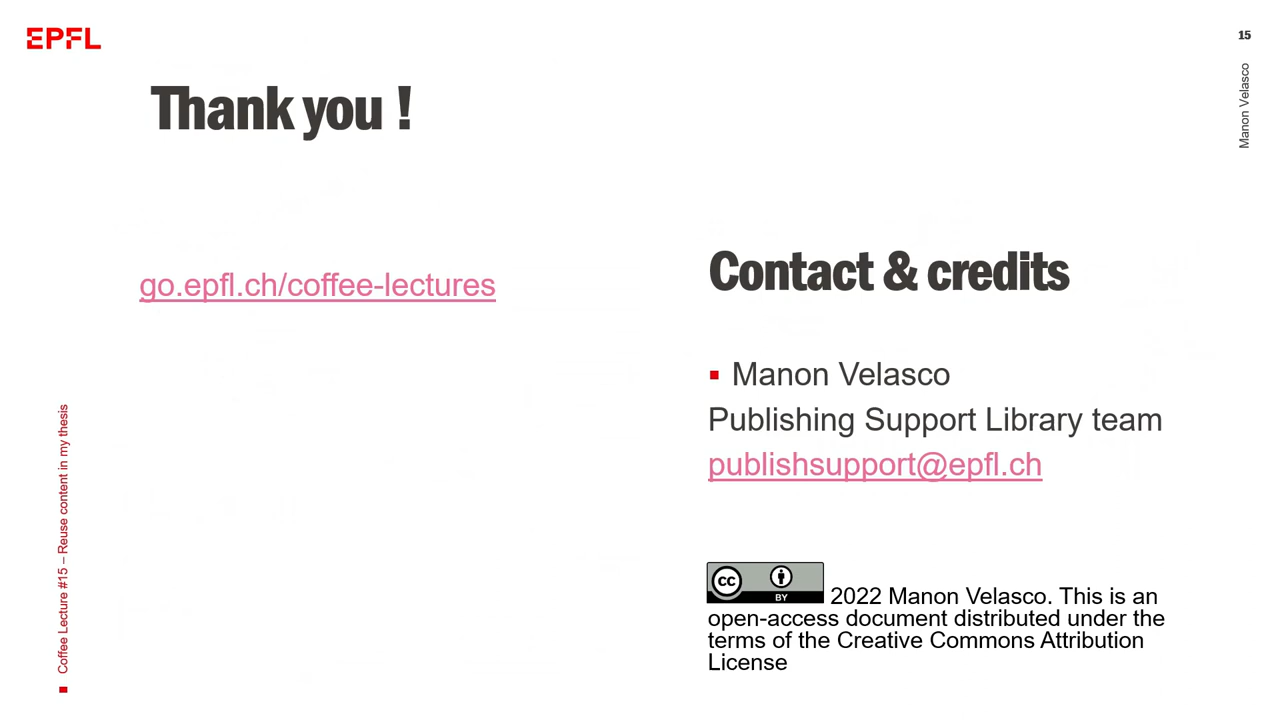 EPFL
15
Manon Velasco
Thank you !
go.epfl.ch/coffee-lectures
Contact & credits
▪ Manon Velasco
Publishing Support Library team
publishsupport@epfl.ch
cc BY 2022 Manon Velasco. This is an
open-access document distributed under the
terms of the Creative Commons Attribution
License
▪ Coffee Lecture #15 – Reuse content in my thesis